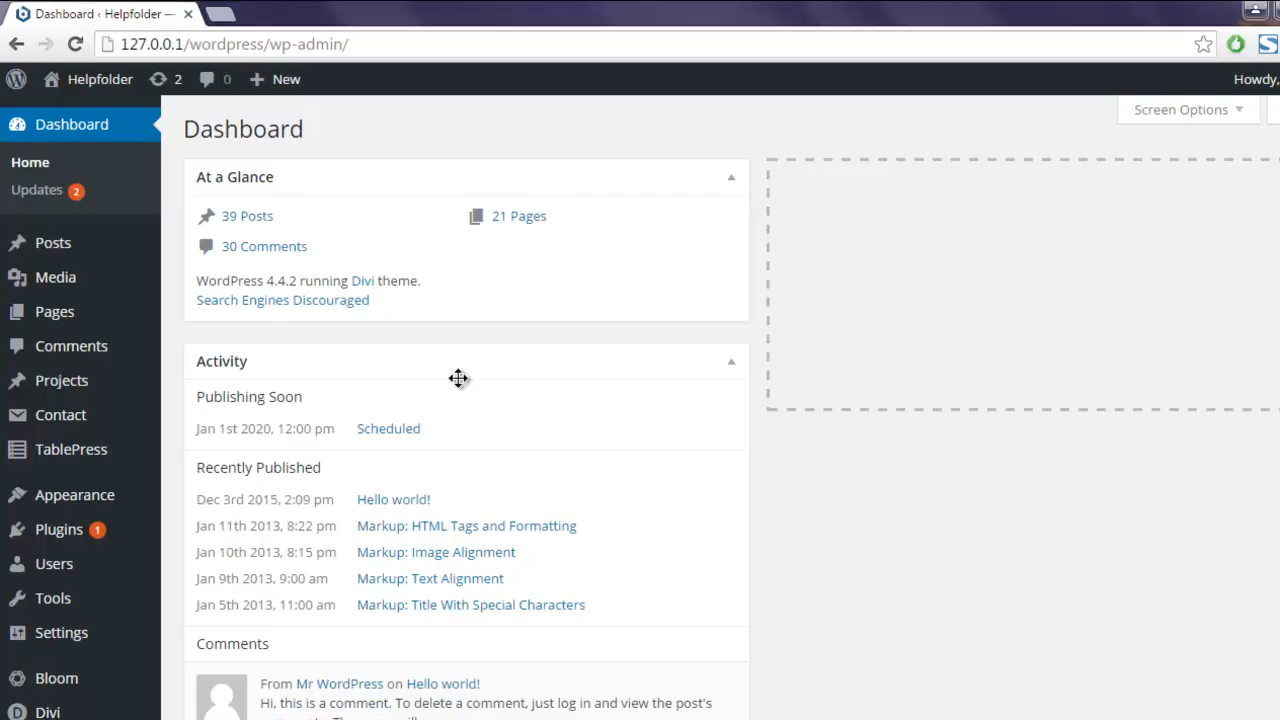 Dashboard ‹ Helpfolder —
127.0.0.1/wordpress/wp-admin/
Helpfolder 2 0 New Howdy,
Screen Options
Dashboard
Home
Updates 2
Posts
Media
Pages
Comments
Projects
Contact
TablePress
Appearance
Plugins 1
Users
Tools
Settings
Bloom
Divi
Dashboard
At a Glance
39 Posts 21 Pages
30 Comments
WordPress 4.4.2 running Divi theme.
Search Engines Discouraged
Activity
Publishing Soon
Jan 1st 2020, 12:00 pm Scheduled
Recently Published
Dec 3rd 2015, 2:09 pm Hello world!
Jan 11th 2013, 8:22 pm Markup: HTML Tags and Formatting
Jan 10th 2013, 8:15 pm Markup: Image Alignment
Jan 9th 2013, 9:00 am Markup: Text Alignment
Jan 5th 2013, 11:00 am Markup: Title With Special Characters
Comments
From Mr WordPress on Hello world!
Hi, this is a comment. To delete a comment, just log in and view the post's